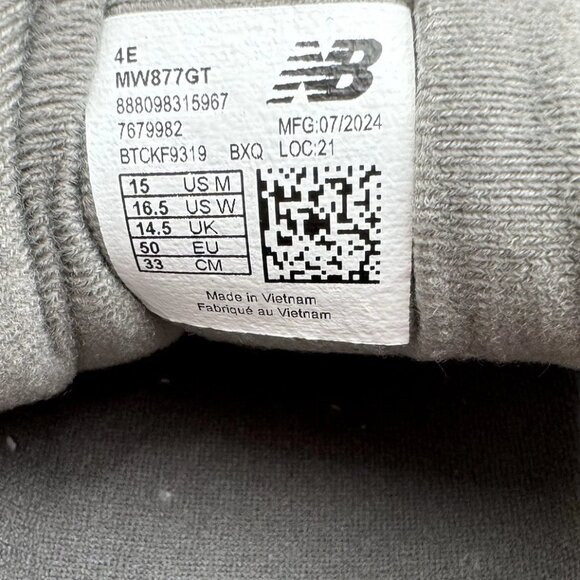 4E
MW877GT
NB
888098315967
7679982 MFG:07/2024
BTCKF9319 BXQ LOC:21
15 US M
16.5 US W
14.5 UK
50 EU
33 CM
Made in Vietnam
Fabriqué au Vietnam